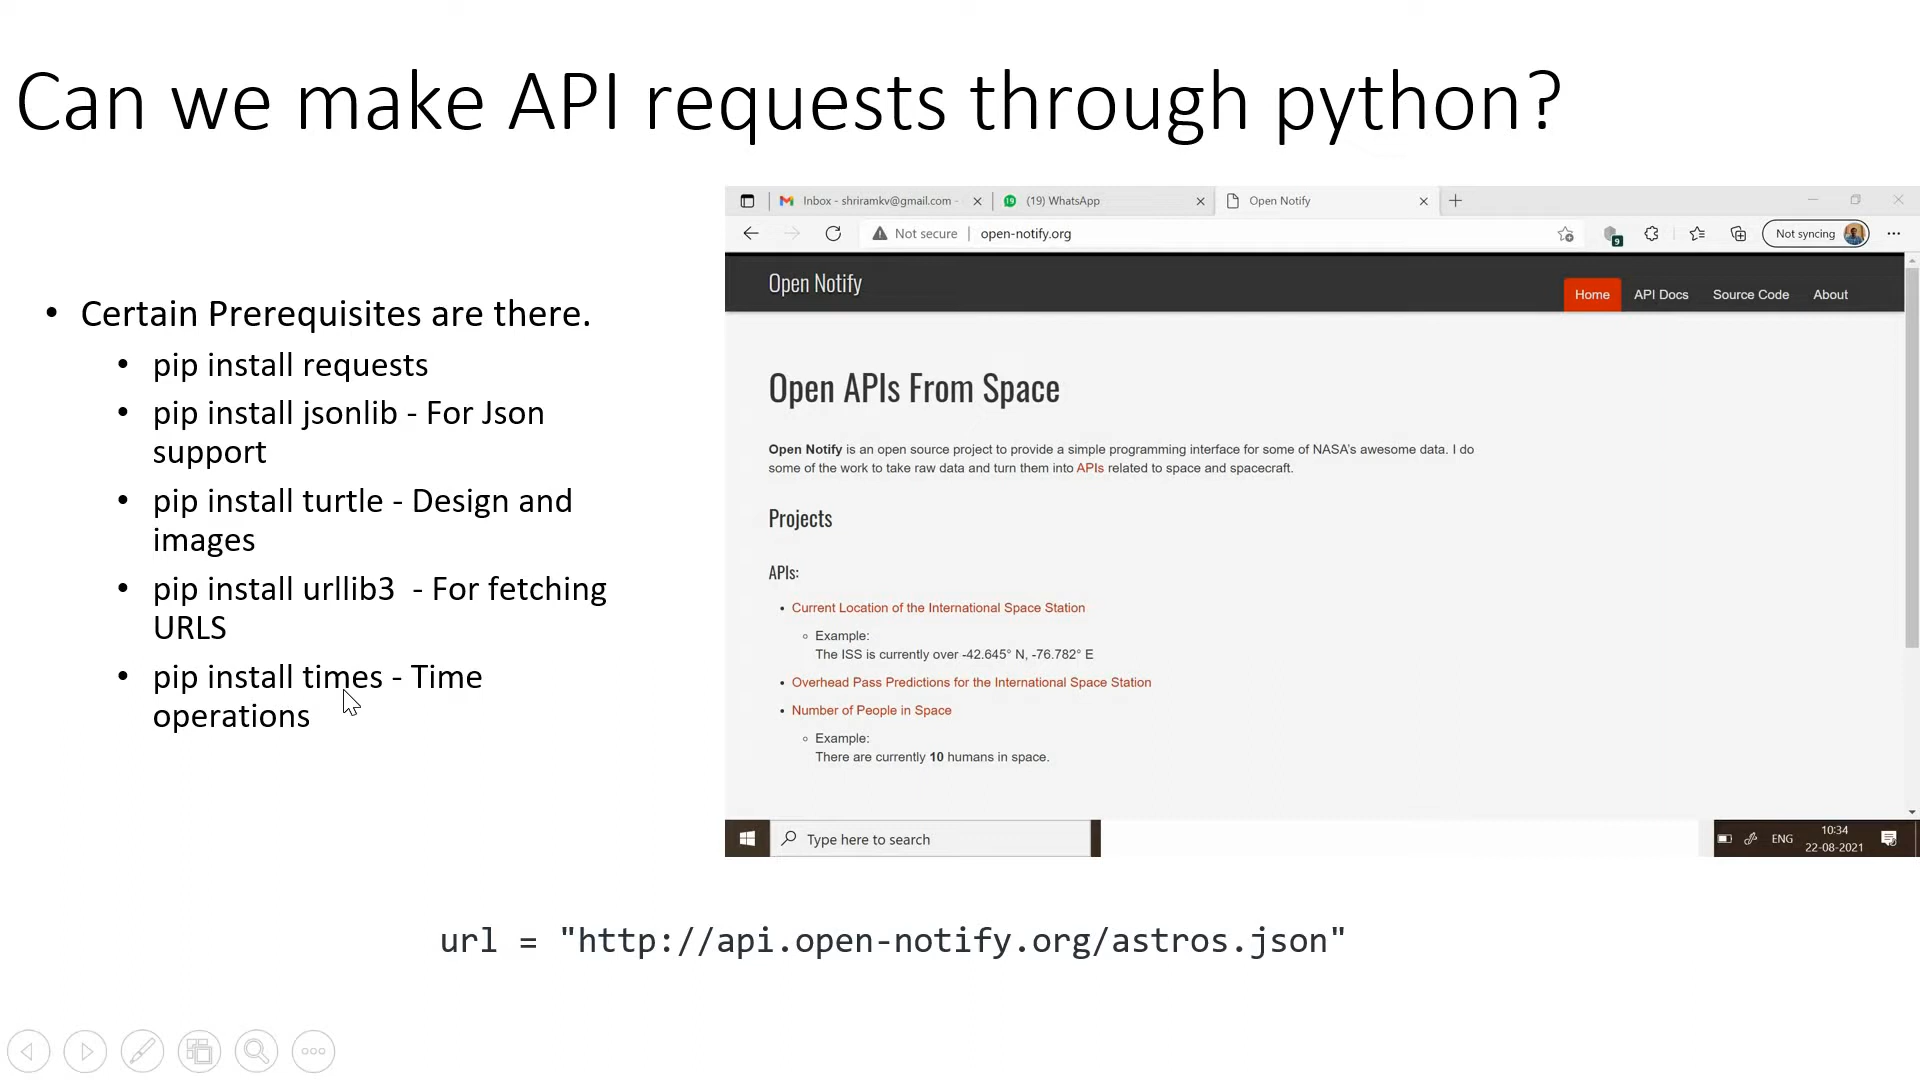 Can we make API requests through python?
• Certain Prerequisites are there.
• pip install requests
• pip install jsonlib - For Json
support
• pip install turtle - Design and
images
• pip install urllib3  - For fetching
URLS
• pip install times - Time
operations
Inbox - shriramkv@gmail.com -
(19) WhatsApp
Open Notify
Not secure
open-notify.org
9
Not syncing
Open Notify
Home
API Docs
Source Code
About
Open APIs From Space
Open Notify is an open source project to provide a simple programming interface for some of NASA's awesome data. I do
some of the work to take raw data and turn them into APIs related to space and spacecraft.
Projects
APIs:
• Current Location of the International Space Station
Example:
The ISS is currently over -42.645° N, -76.782° E
• Overhead Pass Predictions for the International Space Station
• Number of People in Space
Example:
There are currently 10 humans in space.
Type here to search
ENG
10:34
22-08-2021
url = "http://api.open-notify.org/astros.json"